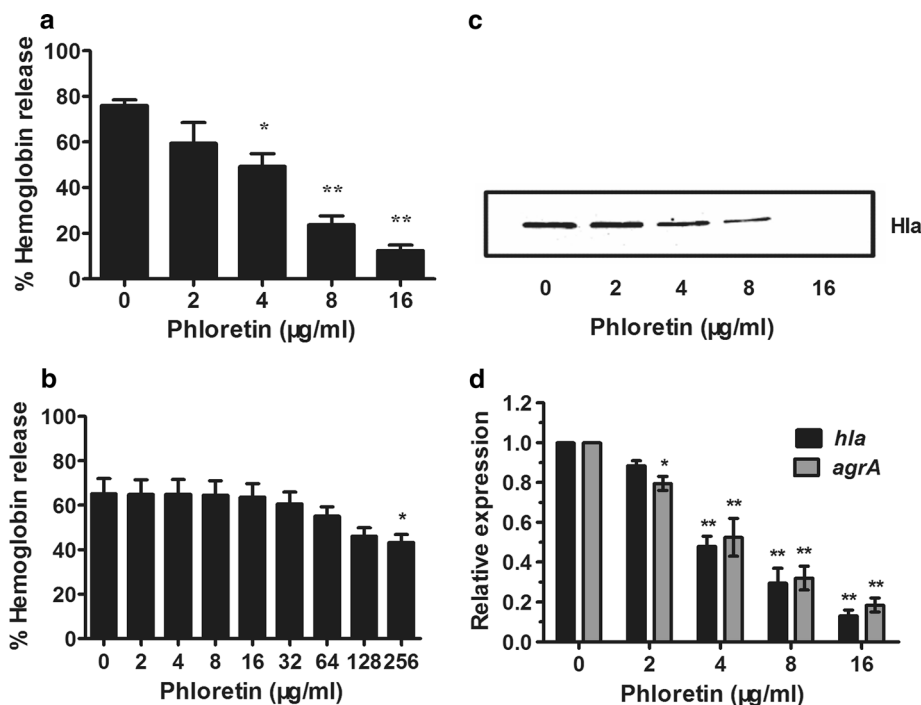 a
% Hemoglobin release
100
80
60
40
20
0
*
**
**
0 2 4 8 16
Phloretin (µg/ml)
b
% Hemoglobin release
100
80
60
40
20
0
*
0 2 4 8 16 32 64 128 256
Phloretin (µg/ml)
c
Hla
0 2 4 8 16
Phloretin (µg/ml)
d
Relative expression
1.2
1.0
0.8
0.6
0.4
0.2
0.0
hla
agrA
*
** **
** **
** **
0 2 4 8 16
Phloretin (µg/ml)